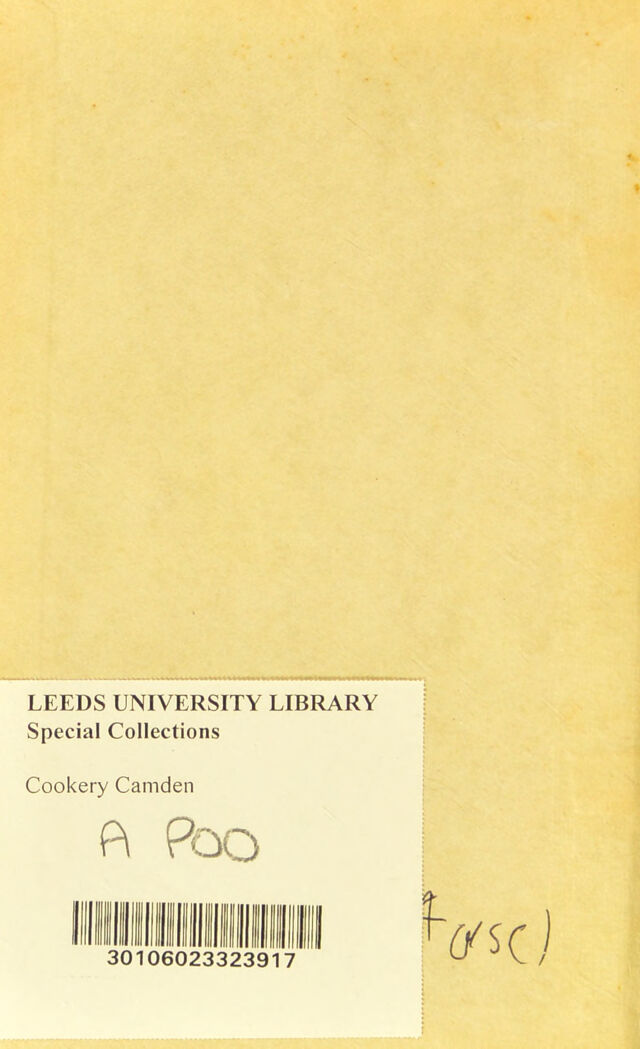 LEEDS UNIVERSITY LIBRARY
Special Collections
Cookery Camden
A POO
30106023323917